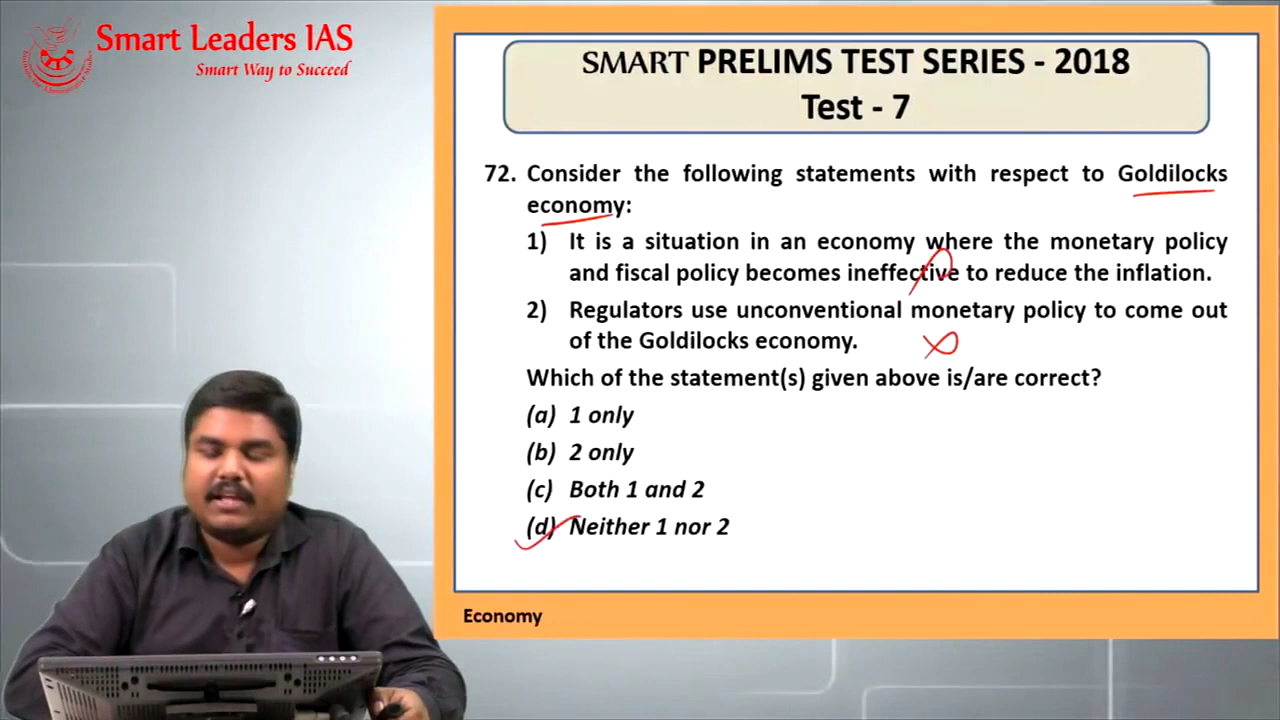 Smart Leaders IAS
Smart Way to Succeed
SMART PRELIMS TEST SERIES - 2018
Test - 7
72. Consider the following statements with respect to Goldilocks
economy:
1) It is a situation in an economy where the monetary policy
and fiscal policy becomes ineffective to reduce the inflation.
2) Regulators use unconventional monetary policy to come out
of the Goldilocks economy.
Which of the statement(s) given above is/are correct?
(a) 1 only
(b) 2 only
(c) Both 1 and 2
(d) Neither 1 nor 2
Economy